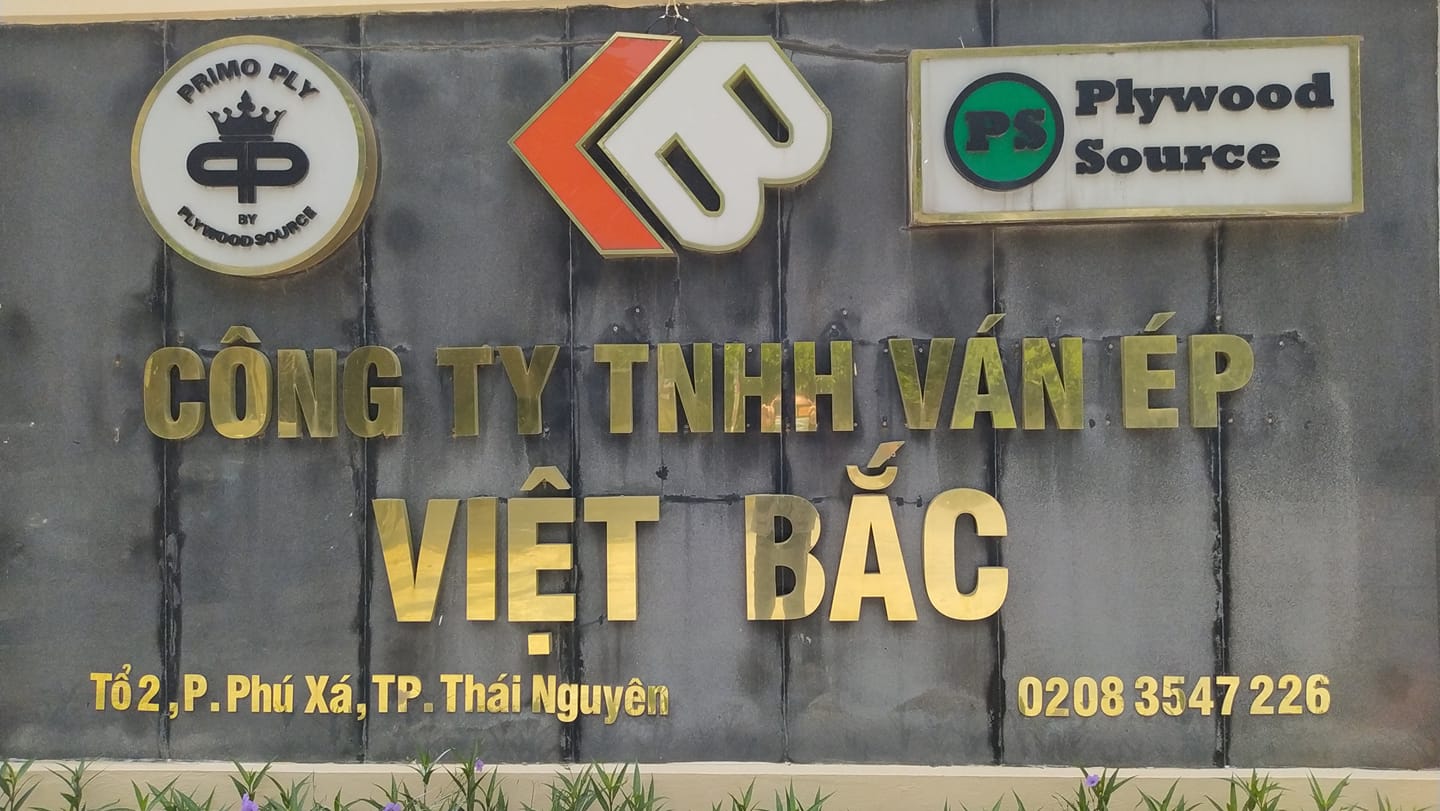 PRIMO PLY
PP
BY
PLYWOOD SOURCE
B
PS
Plywood
Source
CÔNG TY TNHH VÁN ÉP
VIỆT BẮC
Tổ 2, P. Phú Xá, TP. Thái Nguyên
0208 3547 226